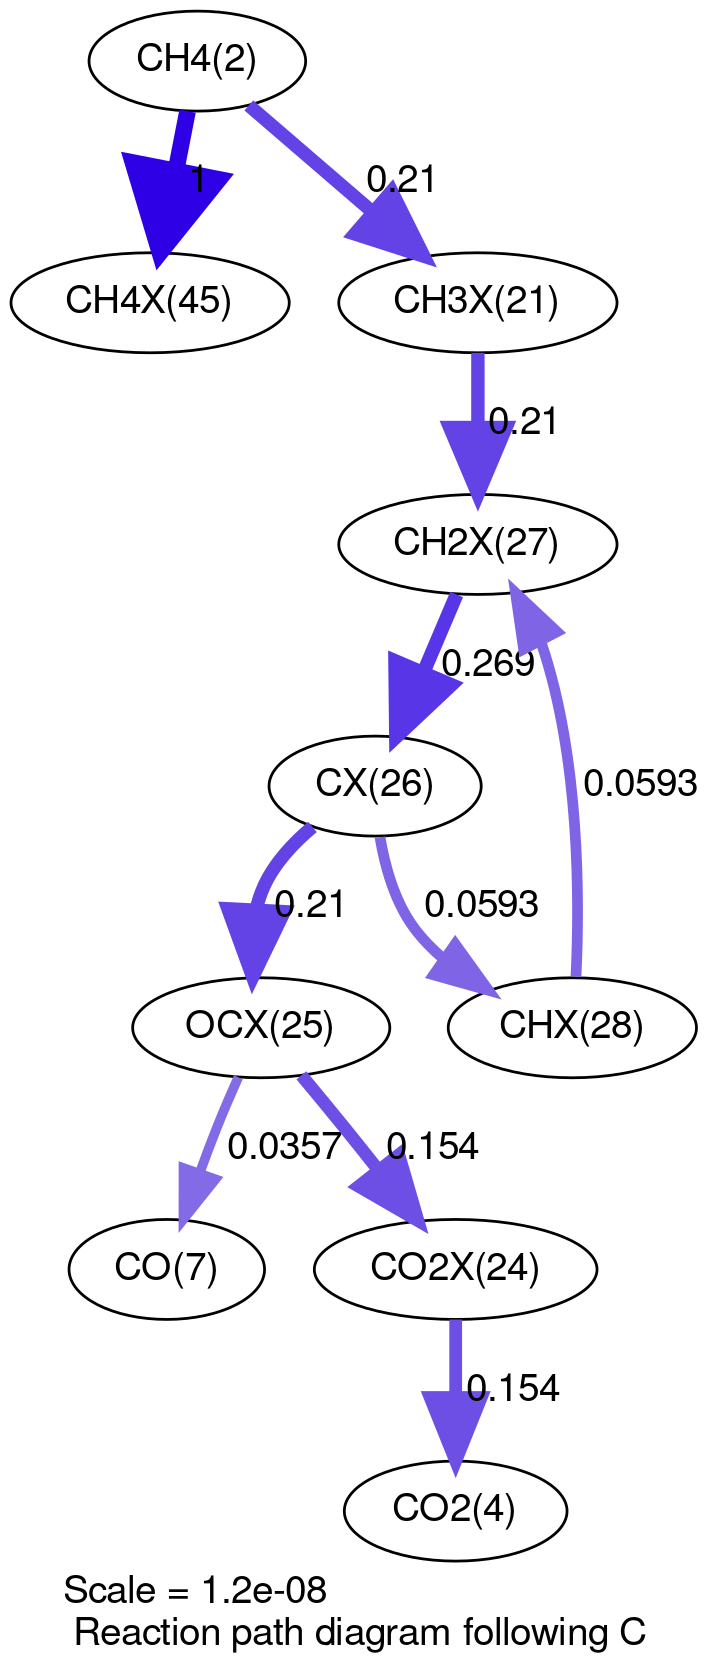 CH4(2)
1
0.21
CH4X(45)
CH3X(21)
0.21
CH2X(27)
0.269
0.0593
CX(26)
0.21
0.0593
OCX(25)
CHX(28)
0.0357
0.154
CO(7)
CO2X(24)
0.154
CO2(4)
Scale = 1.2e-08
Reaction path diagram following C